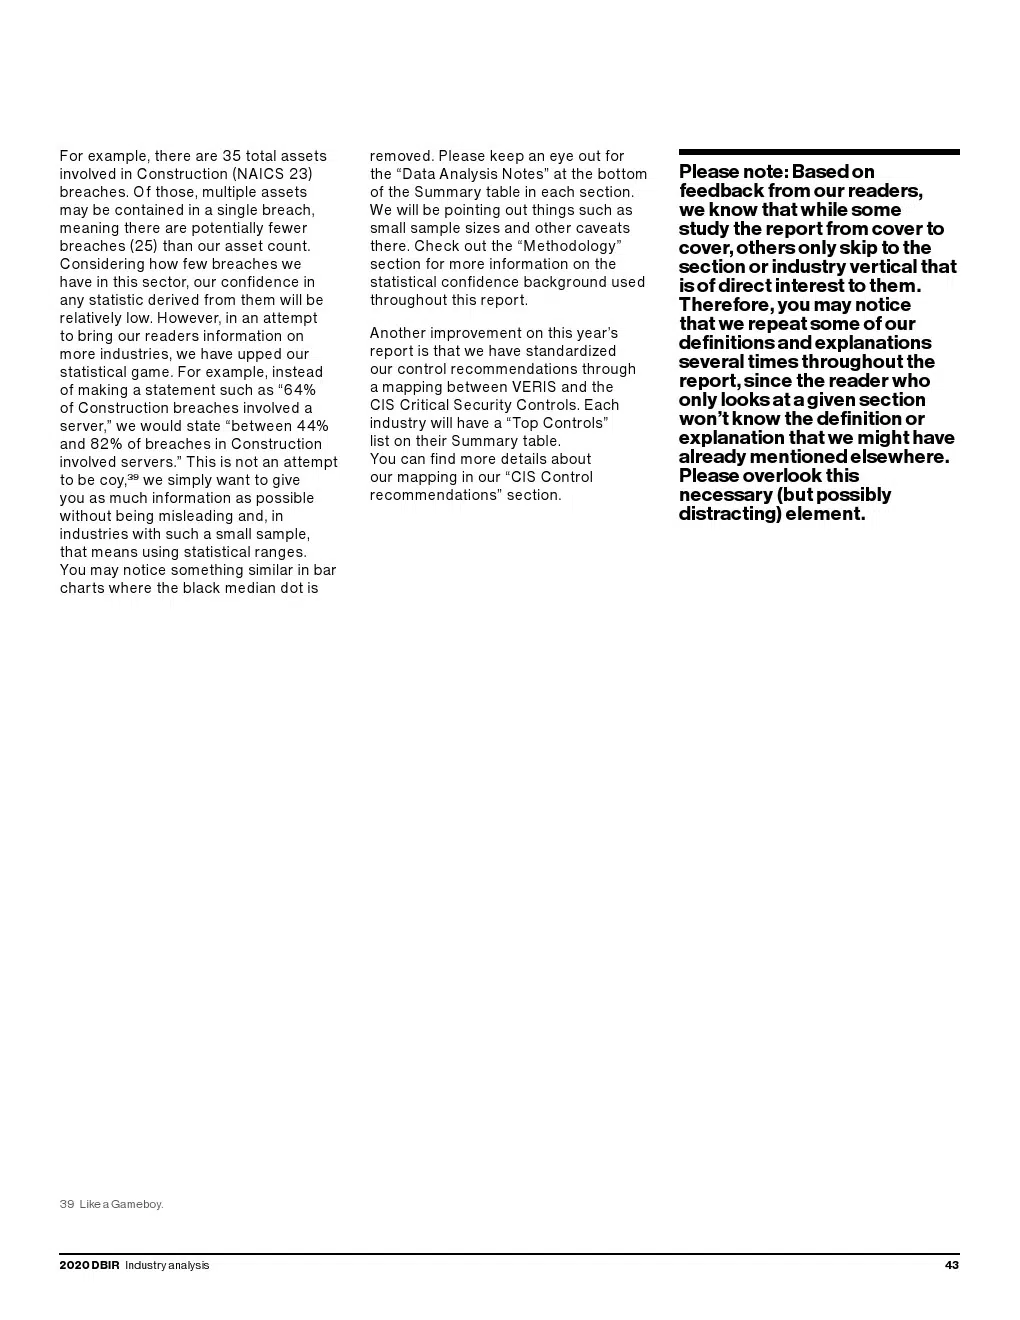 For example, there are 35 total assets
involved in Construction (NAICS 23)
breaches. Of those, multiple assets
may be contained in a single breach,
meaning there are potentially fewer
breaches (25) than our asset count.
Considering how few breaches we
have in this sector, our confidence in
any statistic derived from them will be
relatively low. However, in an attempt
to bring our readers information on
more industries, we have upped our
statistical game. For example, instead
of making a statement such as “64%
of Construction breaches involved a
server,” we would state “between 44%
and 82% of breaches in Construction
involved servers.” This is not an attempt
to be coy,³⁹ we simply want to give
you as much information as possible
without being misleading and, in
industries with such a small sample,
that means using statistical ranges.
You may notice something similar in bar
charts where the black median dot is
removed. Please keep an eye out for
the “Data Analysis Notes” at the bottom
of the Summary table in each section.
We will be pointing out things such as
small sample sizes and other caveats
there. Check out the “Methodology”
section for more information on the
statistical confidence background used
throughout this report.
Another improvement on this year’s
report is that we have standardized
our control recommendations through
a mapping between VERIS and the
CIS Critical Security Controls. Each
industry will have a “Top Controls”
list on their Summary table.
You can find more details about
our mapping in our “CIS Control
recommendations” section.
Please note: Based on
feedback from our readers,
we know that while some
study the report from cover to
cover, others only skip to the
section or industry vertical that
is of direct interest to them.
Therefore, you may notice
that we repeat some of our
definitions and explanations
several times throughout the
report, since the reader who
only looks at a given section
won’t know the definition or
explanation that we might have
already mentioned elsewhere.
Please overlook this
necessary (but possibly
distracting) element.
39 Like a Gameboy.
2020 DBIR Industry analysis
43